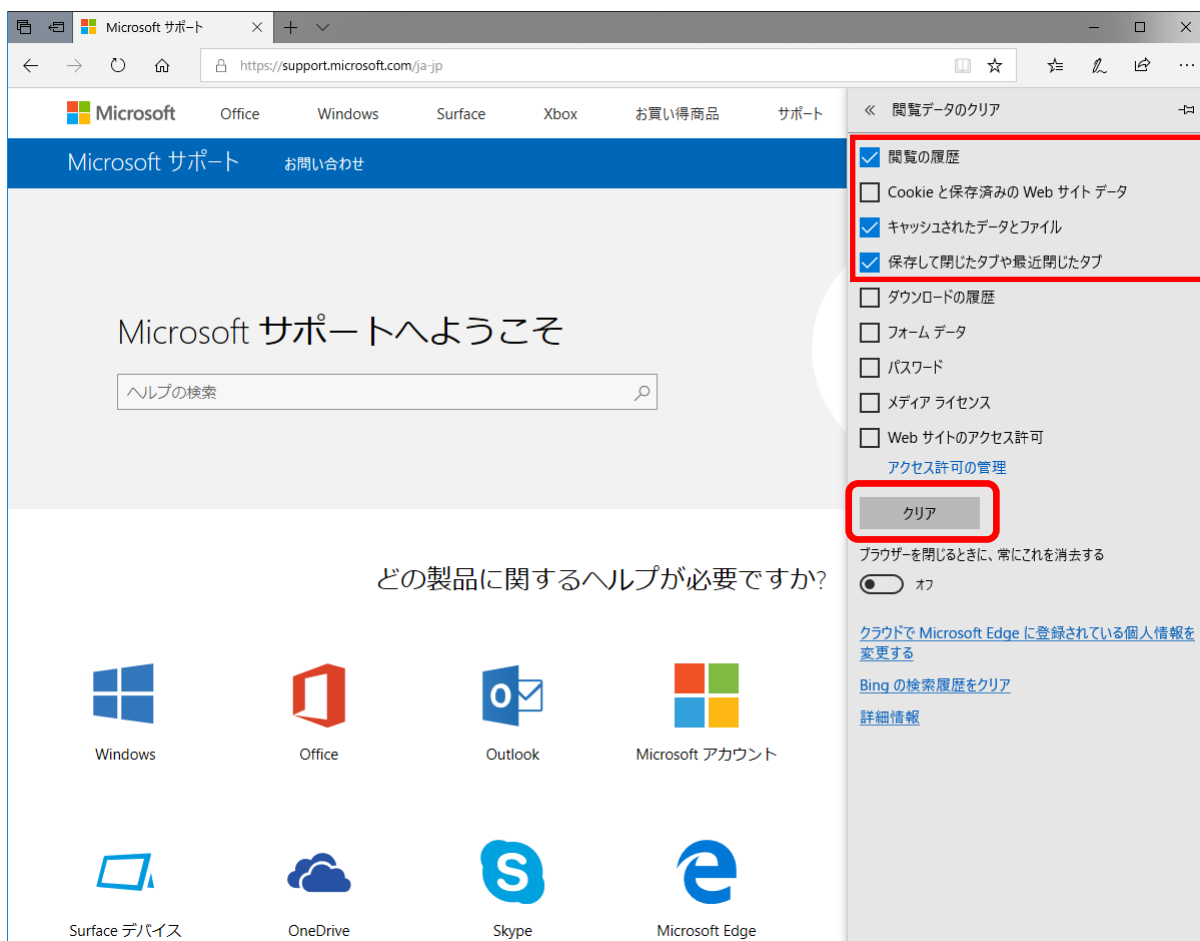 Microsoft サポート
https://support.microsoft.com/ja-jp
Microsoft
Office
Windows
Surface
Xbox
お買い得商品
サポート
Microsoft サポート
お問い合わせ
Microsoft サポートへようこそ
ヘルプの検索
どの製品に関するヘルプが必要ですか?
Windows
Office
Outlook
Microsoft アカウント
Surface デバイス
OneDrive
Skype
Microsoft Edge
閲覧データのクリア
閲覧の履歴
Cookie と保存済みの Web サイト データ
キャッシュされたデータとファイル
保存して閉じたタブや最近閉じたタブ
ダウンロードの履歴
フォーム データ
パスワード
メディア ライセンス
Web サイトのアクセス許可
アクセス許可の管理
クリア
ブラウザーを閉じるときに、常にこれを消去する
オフ
クラウドで Microsoft Edge に登録されている個人情報を
変更する
Bing の検索履歴をクリア
詳細情報